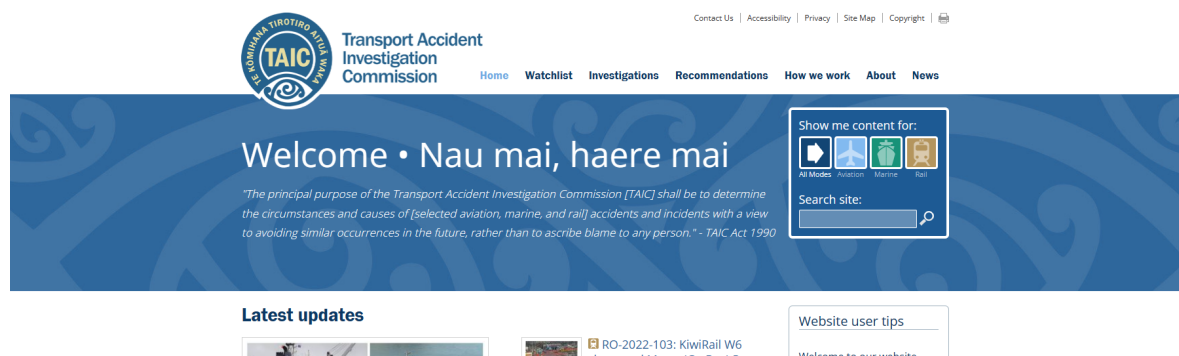 Contact Us | Accessibility | Privacy | Site Map | Copyright |
TE KŌMIHANA TIROTIRO AITUĀ WAKA
TAIC
Transport Accident
Investigation
Commission
Home Watchlist Investigations Recommendations How we work About News
Welcome • Nau mai, haere mai
"The principal purpose of the Transport Accident Investigation Commission [TAIC] shall be to determine
the circumstances and causes of [selected aviation, marine, and rail] accidents and incidents with a view
to avoiding similar occurrences in the future, rather than to ascribe blame to any person." - TAIC Act 1990
Show me content for:
All Modes Aviation Marine Rail
Search site:
Latest updates
RO-2022-103: KiwiRail W6
Website user tips
Welcome to our website